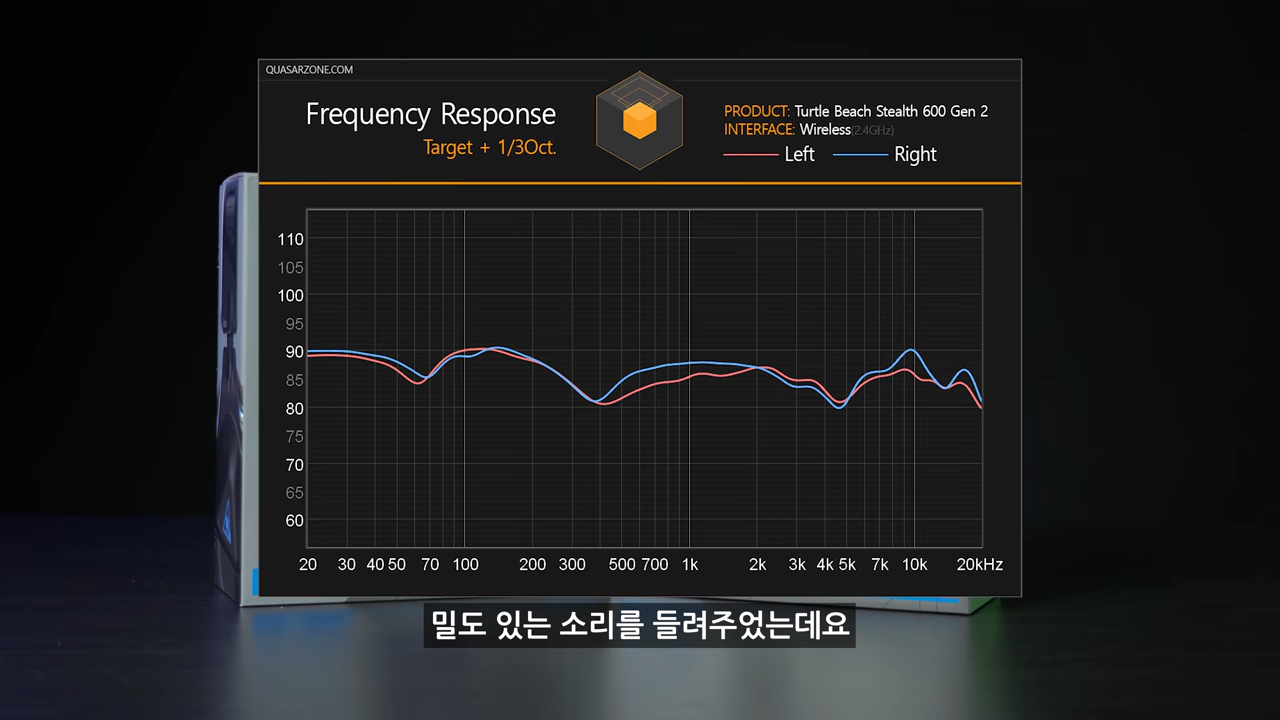 QUASARZONE.COM
Frequency Response
Target + 1/3Oct.
PRODUCT: Turtle Beach Stealth 600 Gen 2
INTERFACE: Wireless(2.4GHz)
Left Right
110
105
100
95
90
85
80
75
70
65
60
20 30 40 50 70 100 200 300 500 700 1k 2k 3k 4k 5k 7k 10k 20kHz
밀도 있는 소리를 들려주었는데요